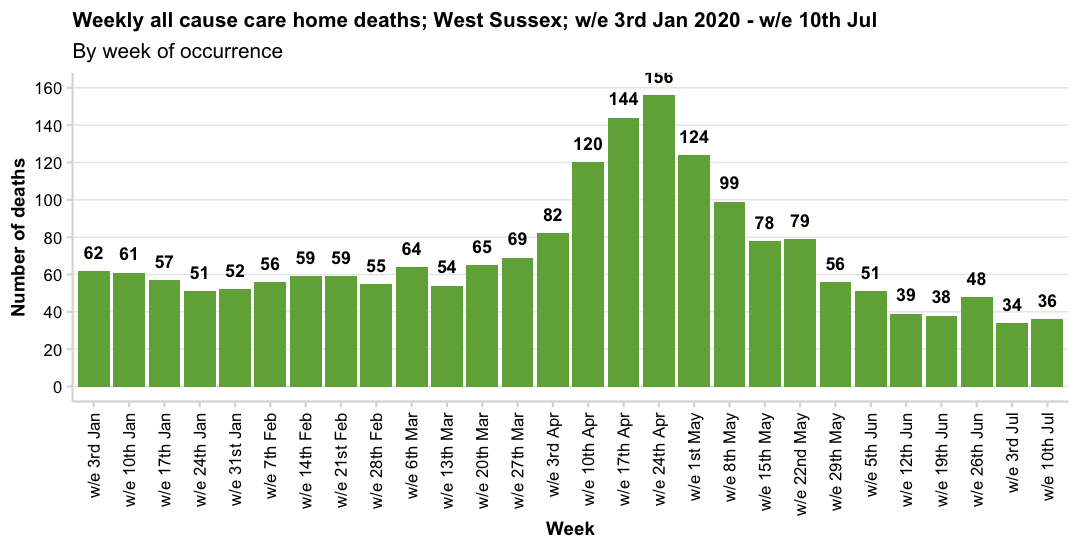 Weekly all cause care home deaths; West Sussex; w/e 3rd Jan 2020 - w/e 10th Jul
By week of occurrence
Number of deaths
160
140
120
100
80
60
40
20
0
62
61
57
51
52
56
59
59
55
64
54
65
69
82
120
144
156
124
99
78
79
56
51
39
38
48
34
36
w/e 3rd Jan
w/e 10th Jan
w/e 17th Jan
w/e 24th Jan
w/e 31st Jan
w/e 7th Feb
w/e 14th Feb
w/e 21st Feb
w/e 28th Feb
w/e 6th Mar
w/e 13th Mar
w/e 20th Mar
w/e 27th Mar
w/e 3rd Apr
w/e 10th Apr
w/e 17th Apr
w/e 24th Apr
w/e 1st May
w/e 8th May
w/e 15th May
w/e 22nd May
w/e 29th May
w/e 5th Jun
w/e 12th Jun
w/e 19th Jun
w/e 26th Jun
w/e 3rd Jul
w/e 10th Jul
Week